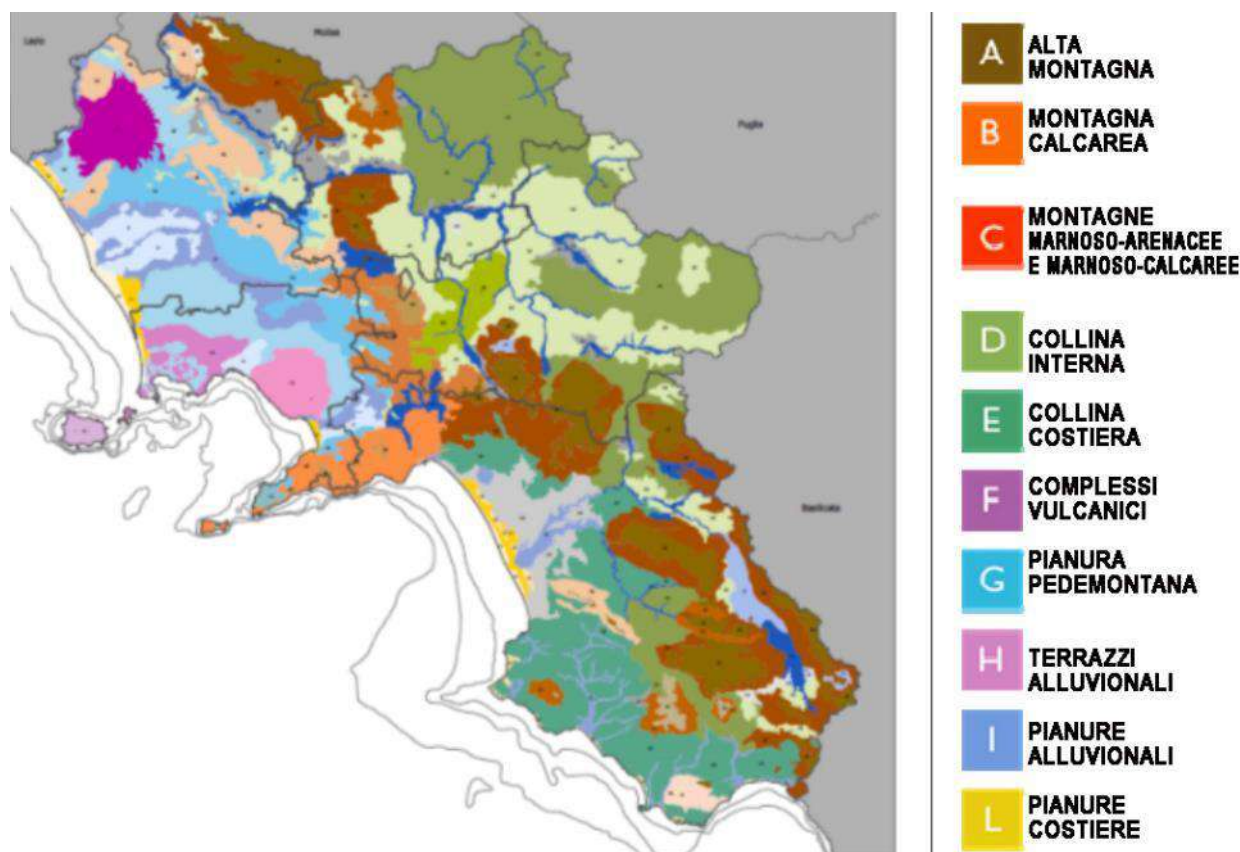 Lazio
Molise
Puglia
Basilicata
A
ALTA
MONTAGNA
B
MONTAGNA
CALCAREA
C
MONTAGNE
MARNOSO-ARENACEE
E MARNOSO-CALCAREE
D
COLLINA
INTERNA
E
COLLINA
COSTIERA
F
COMPLESSI
VULCANICI
G
PIANURA
PEDEMONTANA
H
TERRAZZI
ALLUVIONALI
I
PIANURE
ALLUVIONALI
L
PIANURE
COSTIERE